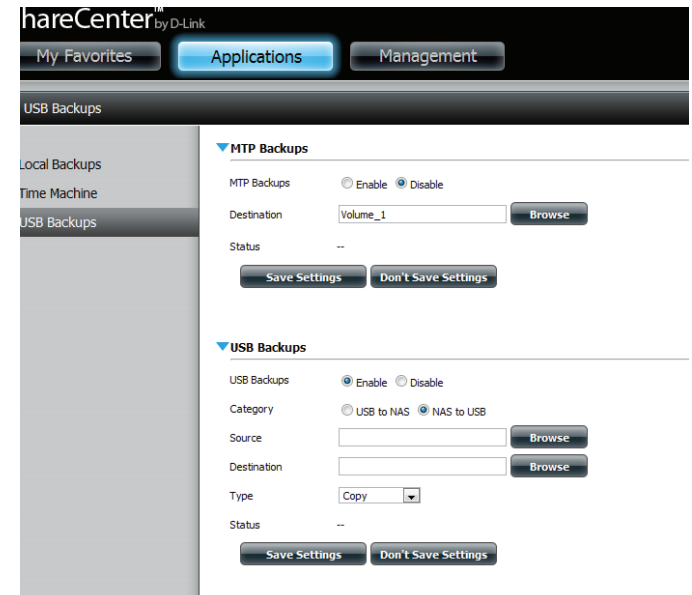 hareCenter™ by D-Link
My Favorites Applications Management
USB Backups
Local Backups
Time Machine
USB Backups
MTP Backups
MTP Backups Enable Disable
Destination Volume_1 Browse
Status --
Save Settings Don't Save Settings
USB Backups
USB Backups Enable Disable
Category USB to NAS NAS to USB
Source Browse
Destination Browse
Type Copy
Status --
Save Settings Don't Save Settings